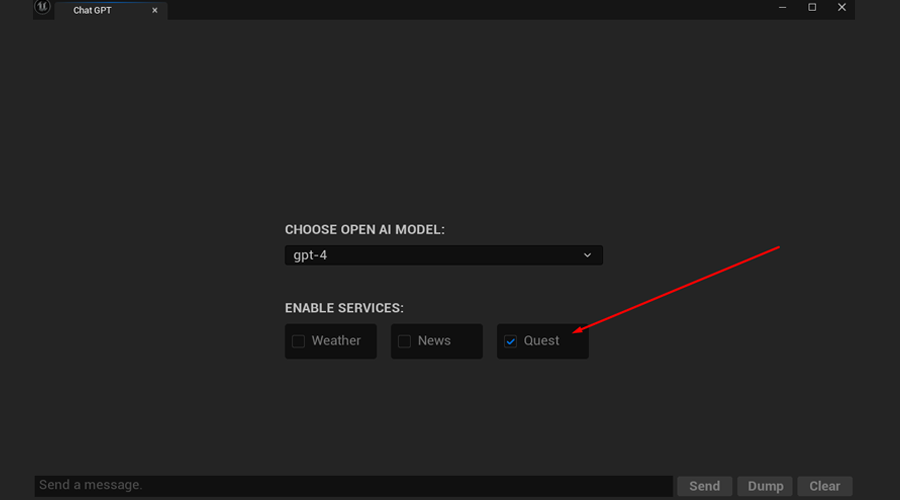 Chat GPT
CHOOSE OPEN AI MODEL:
gpt-4
ENABLE SERVICES:
Weather News Quest
Send a message. Send Dump Clear